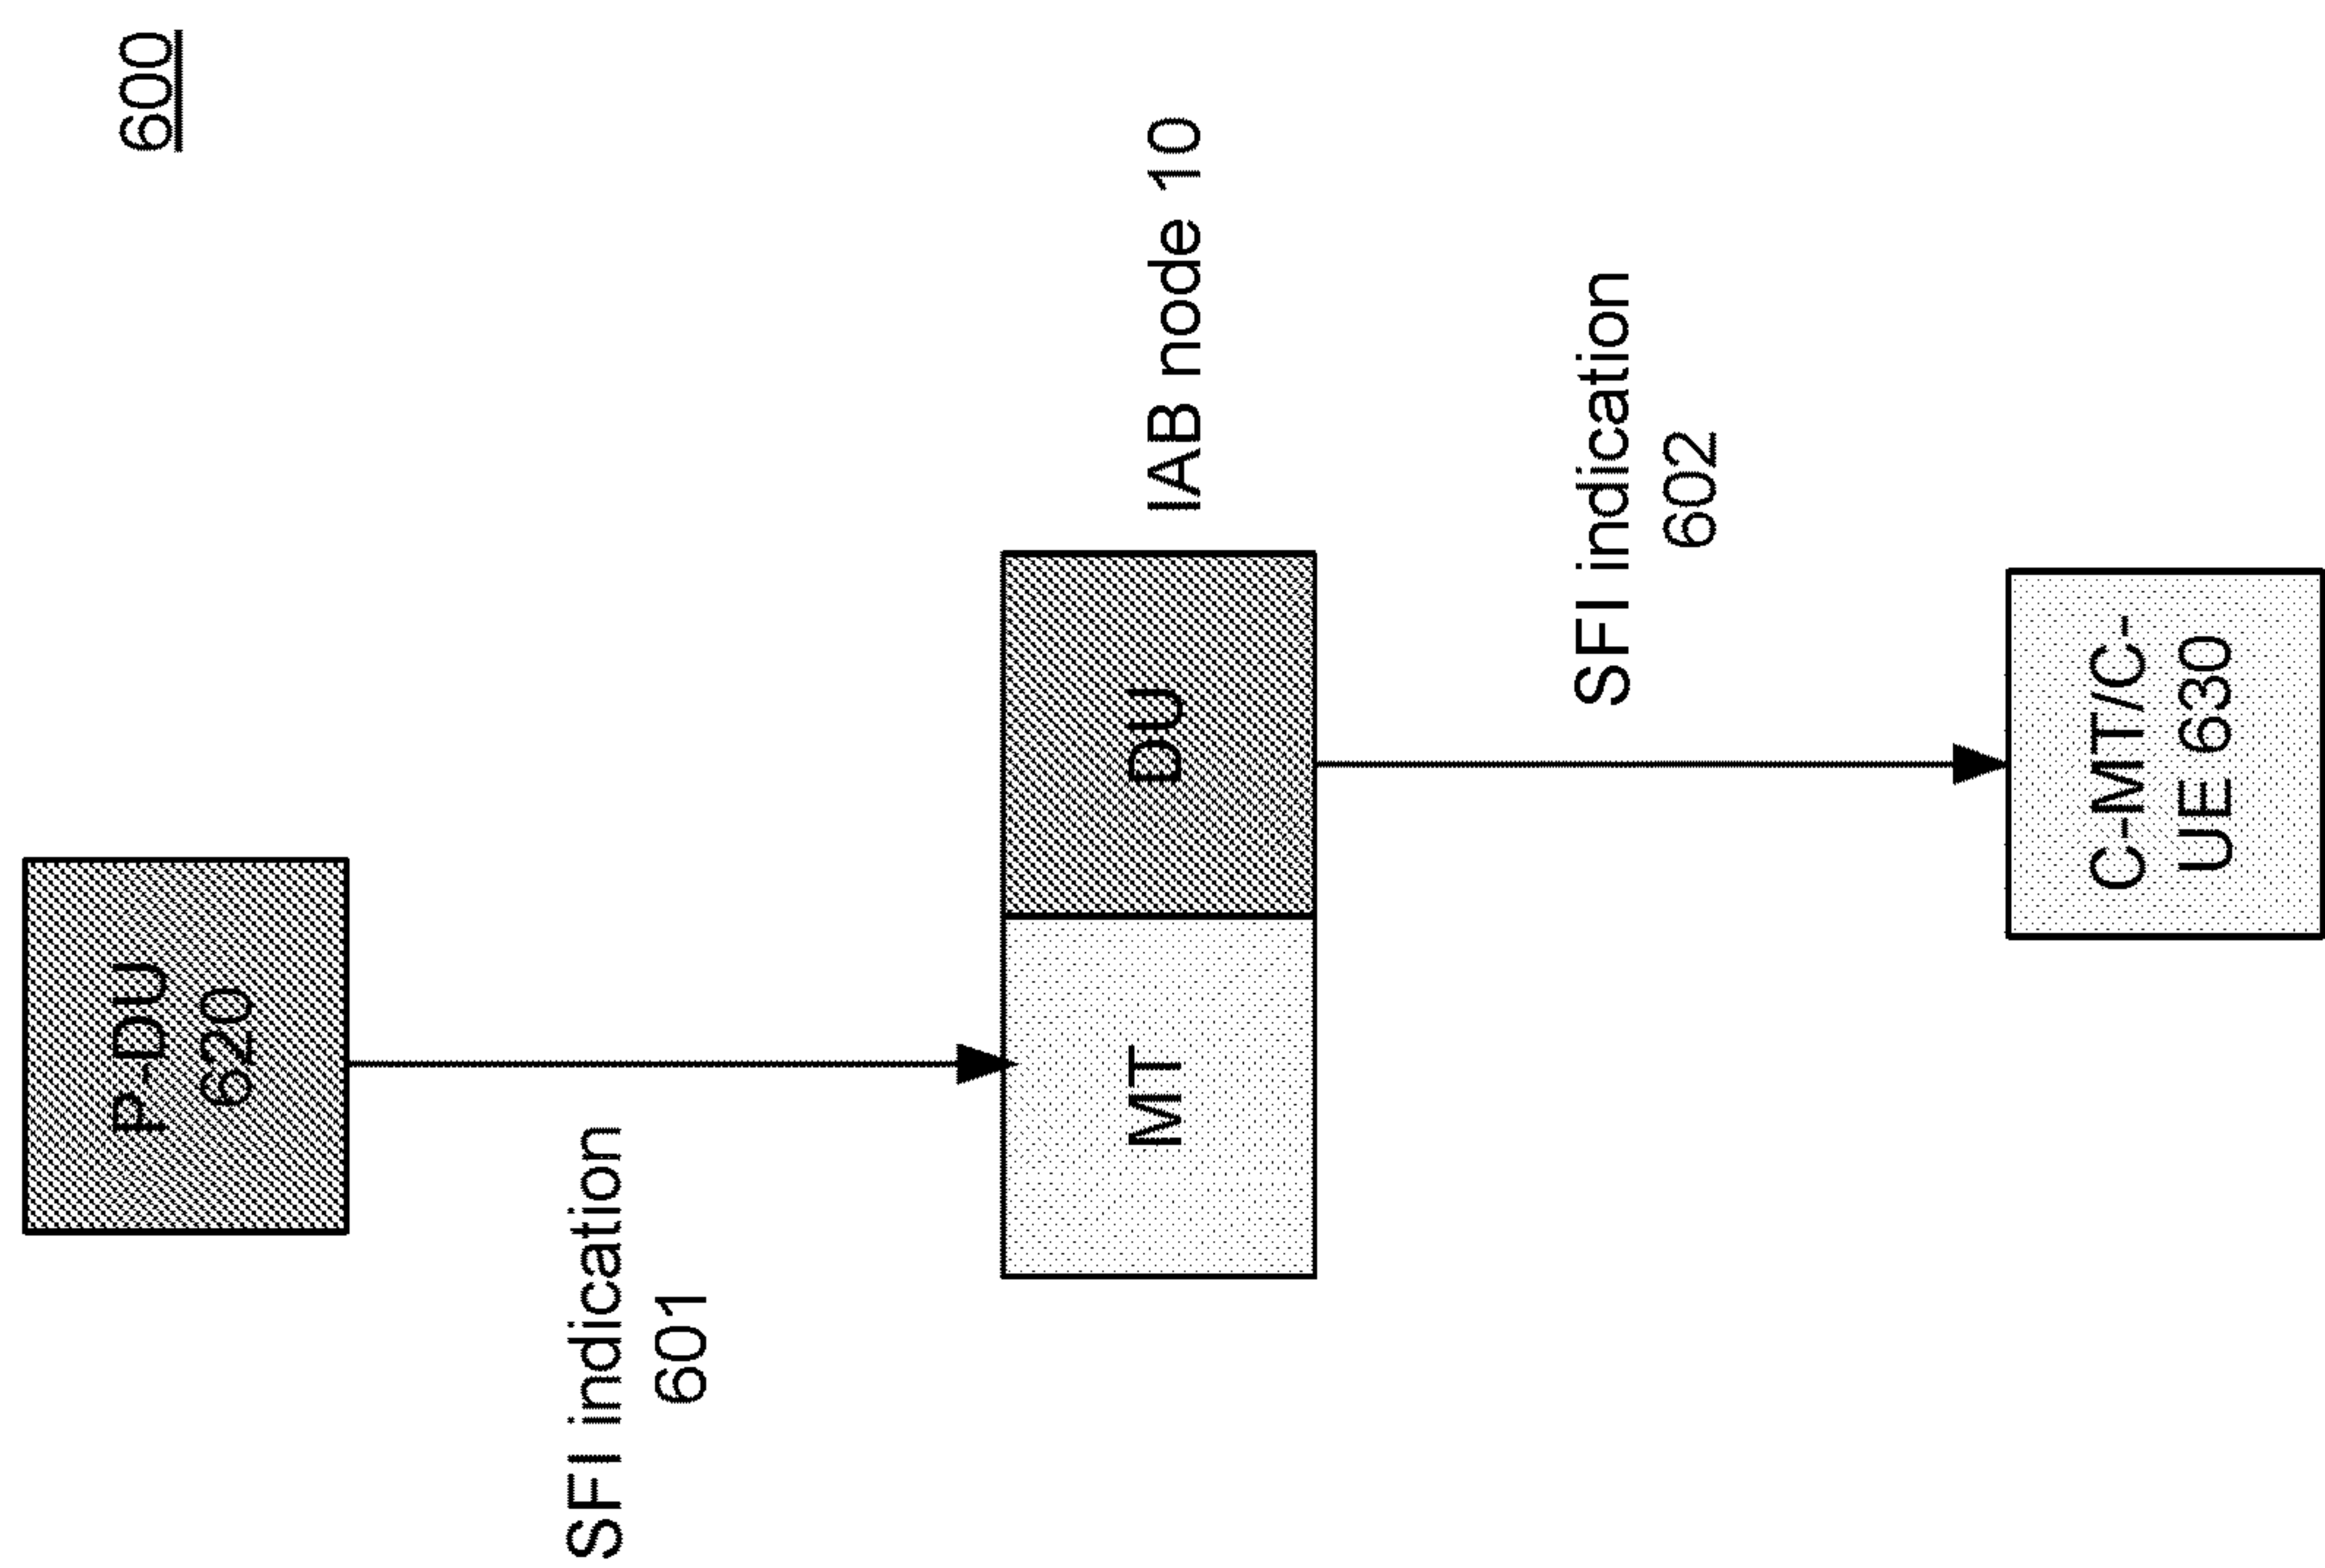 600
P-DU
620
SFI indication
601
MT
DU
IAB node 10
SFI indication
602
C-MT/C-
UE 630